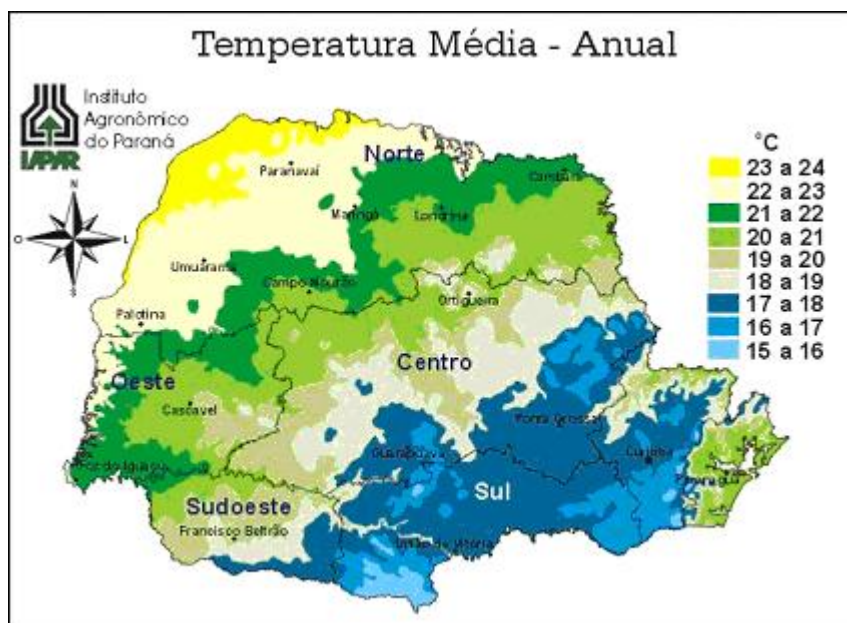 Temperatura Média - Anual
Instituto
Agronômico
do Paraná
IAPAR
N
O
L
S
°C
23 a 24
22 a 23
21 a 22
20 a 21
19 a 20
18 a 19
17 a 18
16 a 17
15 a 16
Norte
Paranavaí
Maringá
Londrina
Umuarama
Campo Mourão
Ortigueira
Palotina
Centro
Oeste
Cascavel
Ponta Grossa
Guarapuava
Curitiba
Foz do Iguaçu
Sul
Paranaguá
Sudoeste
Francisco Beltrão
União da Vitória